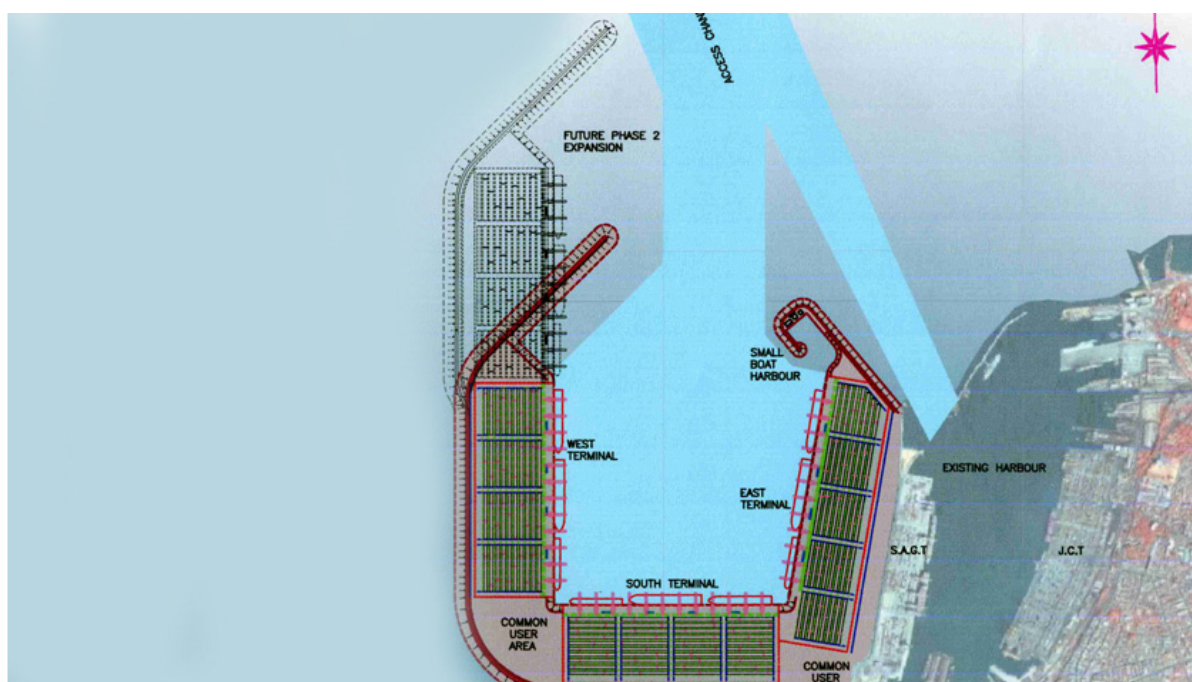 ACCESS CHAN
FUTURE PHASE 2
EXPANSION
SMALL
BOAT
HARBOUR
WEST
TERMINAL
EXISTING HARBOUR
EAST
TERMINAL
S.A.G.T
J.C.T
SOUTH TERMINAL
COMMON
USER
AREA
COMMON
USER